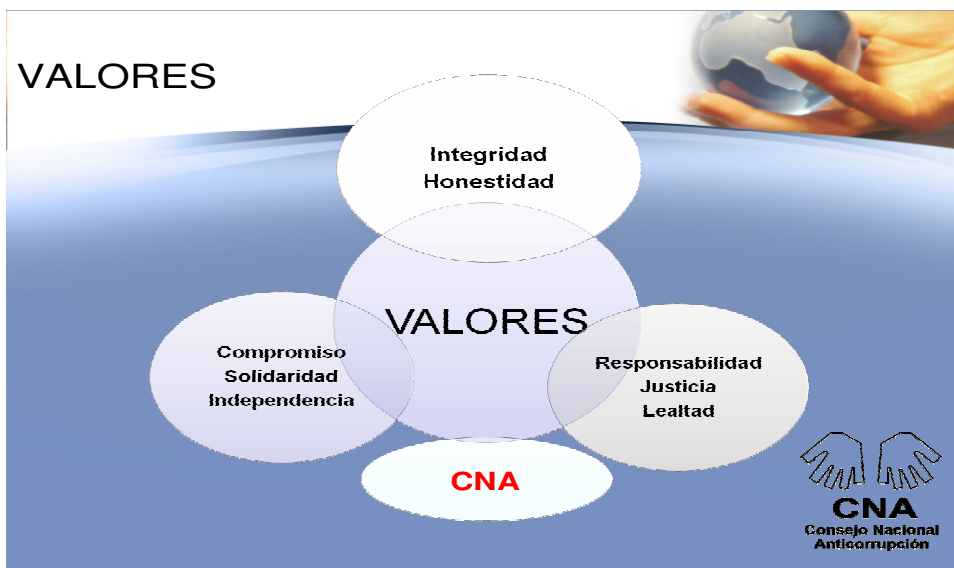 VALORES
Integridad
Honestidad
VALORES
Compromiso
Solidaridad
Independencia
Responsabilidad
Justicia
Lealtad
CNA
CNA
Consejo Nacional
Anticorrupción